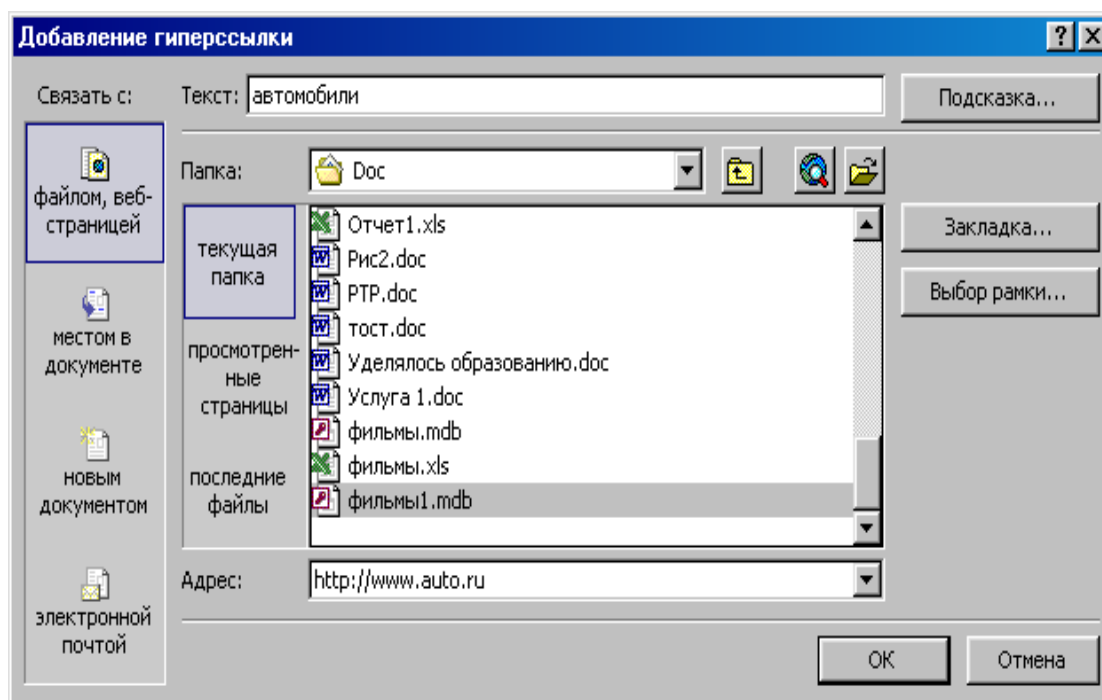 Добавление гиперссылки
Связать с:
Текст: автомобили
Подсказка...
файлом, веб-
страницей
местом в
документе
новым
документом
электронной
почтой
Папка: Doc
текущая
папка
просмотрен-
ные
страницы
последние
файлы
Отчет1.xls
Рис2.doc
РТР.doc
тост.doc
Уделялось образованию.doc
Услуга 1.doc
фильмы.mdb
фильмы.xls
фильмы1.mdb
Закладка...
Выбор рамки...
Адрес: http://www.auto.ru
ОК
Отмена